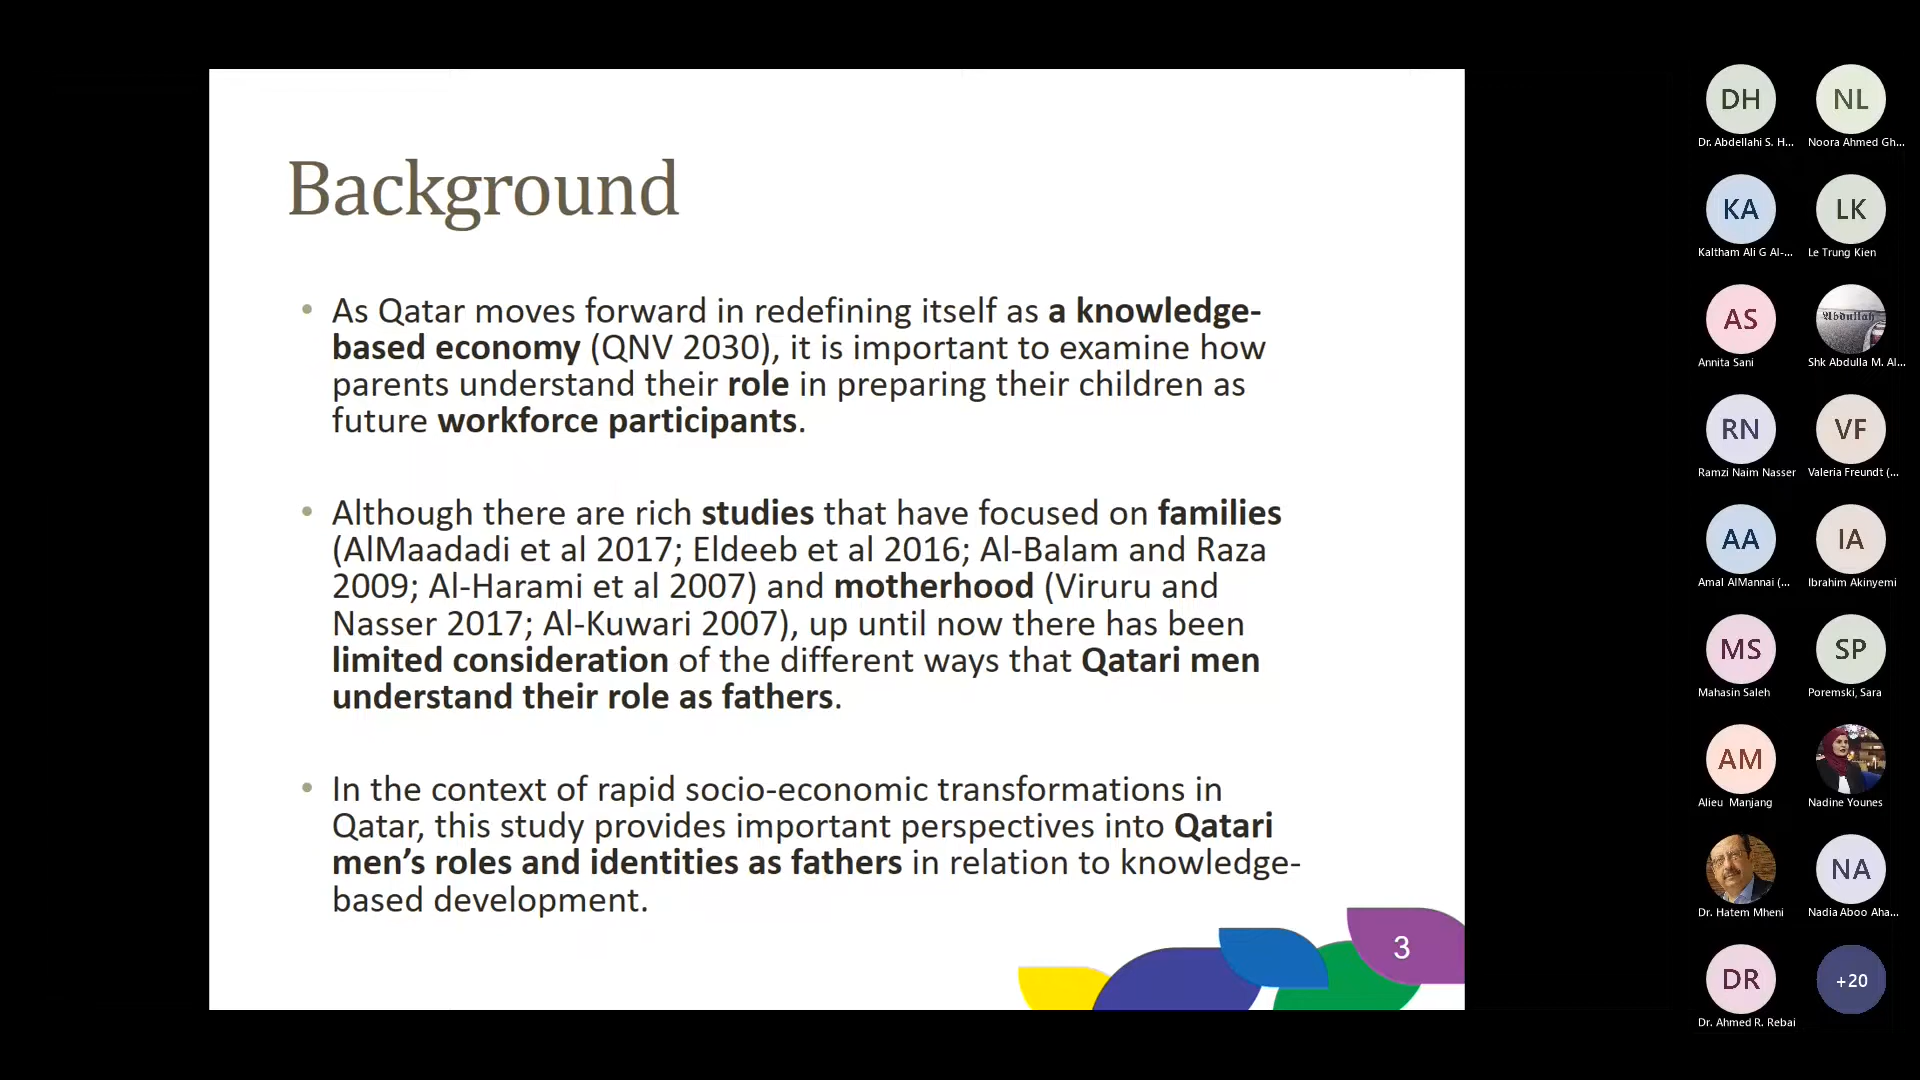 Background
• As Qatar moves forward in redefining itself as a knowledge-
based economy (QNV 2030), it is important to examine how
parents understand their role in preparing their children as
future workforce participants.
• Although there are rich studies that have focused on families
(AlMaadadi et al 2017; Eldeeb et al 2016; Al-Balam and Raza
2009; Al-Harami et al 2007) and motherhood (Viruru and
Nasser 2017; Al-Kuwari 2007), up until now there has been
limited consideration of the different ways that Qatari men
understand their role as fathers.
• In the context of rapid socio-economic transformations in
Qatar, this study provides important perspectives into Qatari
men’s roles and identities as fathers in relation to knowledge-
based development.
3
DH NL
Dr. Abdellahi S. H... Noora Ahmed Gh...
KA LK
Kaltham Ali G Al-... Le Trung Kien
AS Abdullah
Annita Sani Shk Abdulla M. Al...
RN VF
Ramzi Naim Nasser Valeria Freundt (...
AA IA
Amal AlMannai (... Ibrahim Akinyemi
MS SP
Mahasin Saleh Poremski, Sara
AM
Alieu Manjang Nadine Younes
NA
Dr. Hatem Mheni Nadia Aboo Aha...
DR +20
Dr. Ahmed R. Rebai